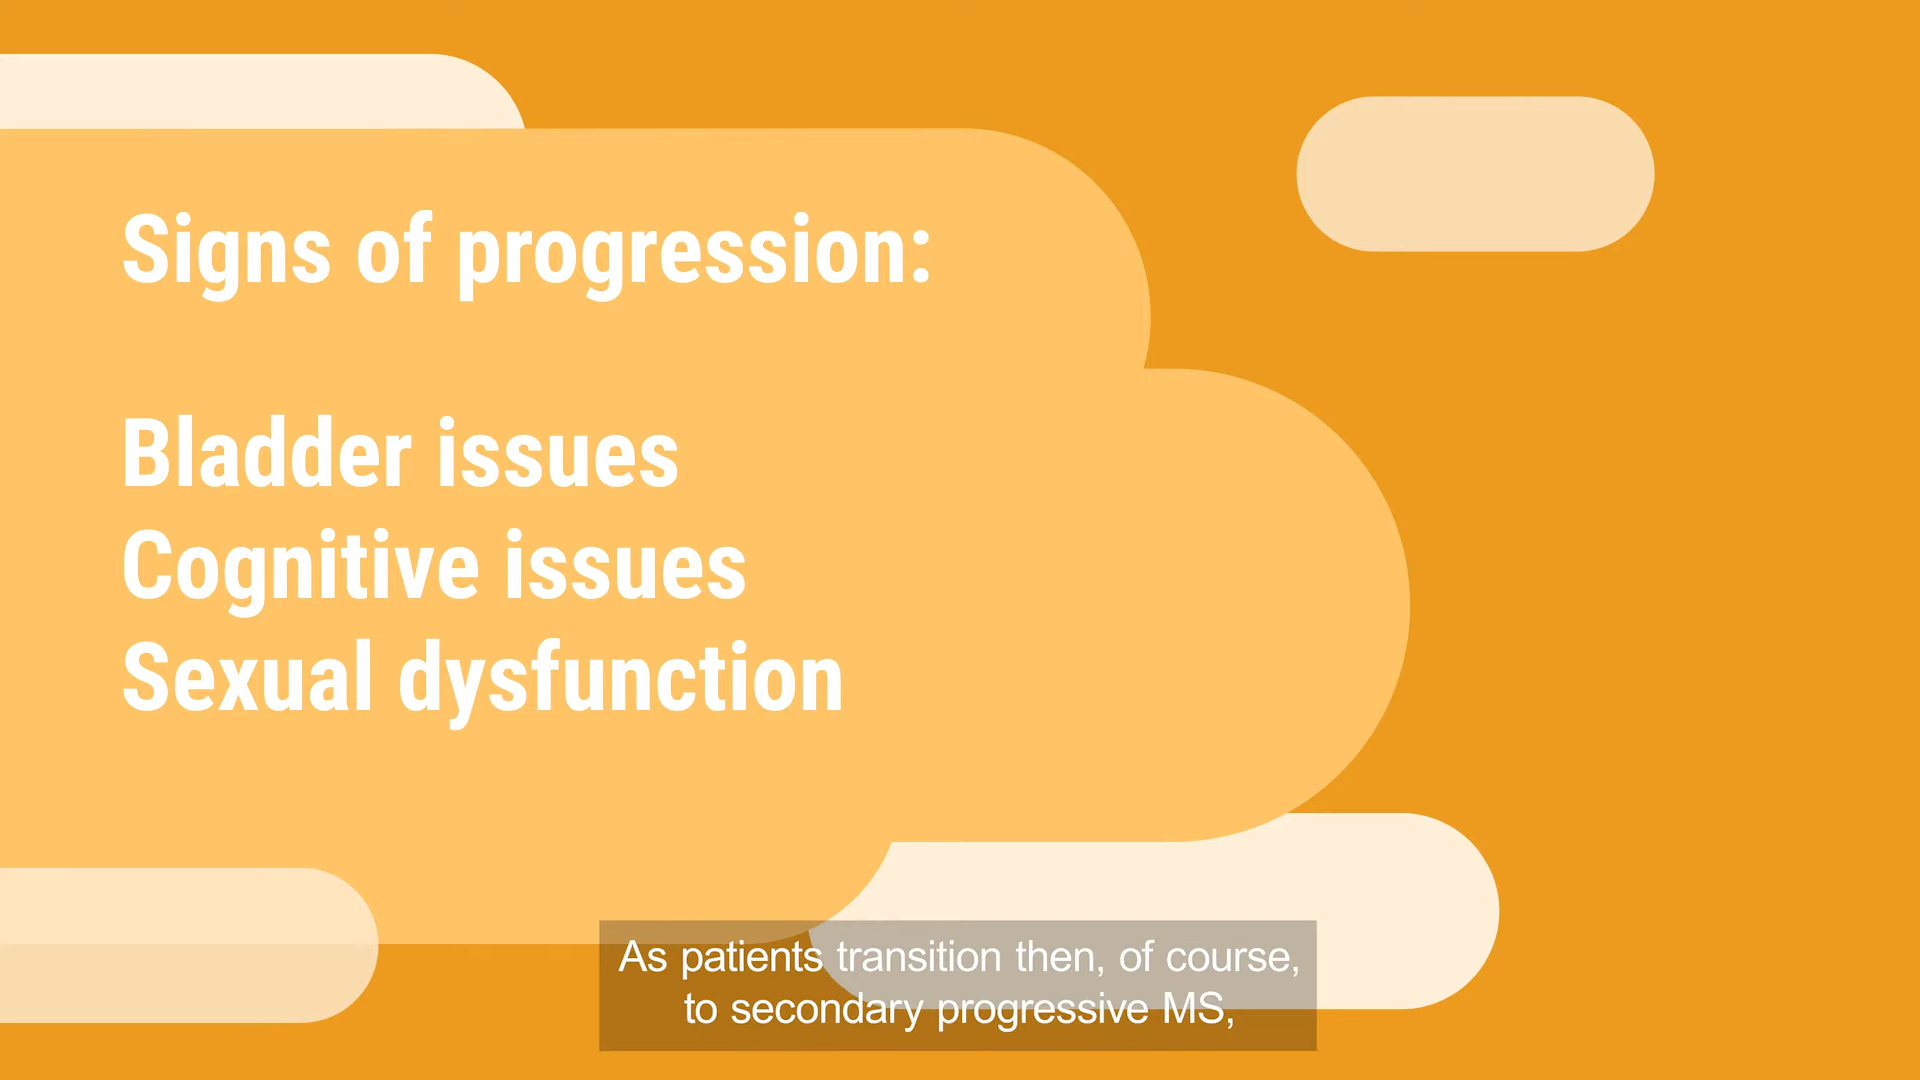 Signs of progression:
Bladder issues
Cognitive issues
Sexual dysfunction
As patients transition then, of course,
to secondary progressive MS,